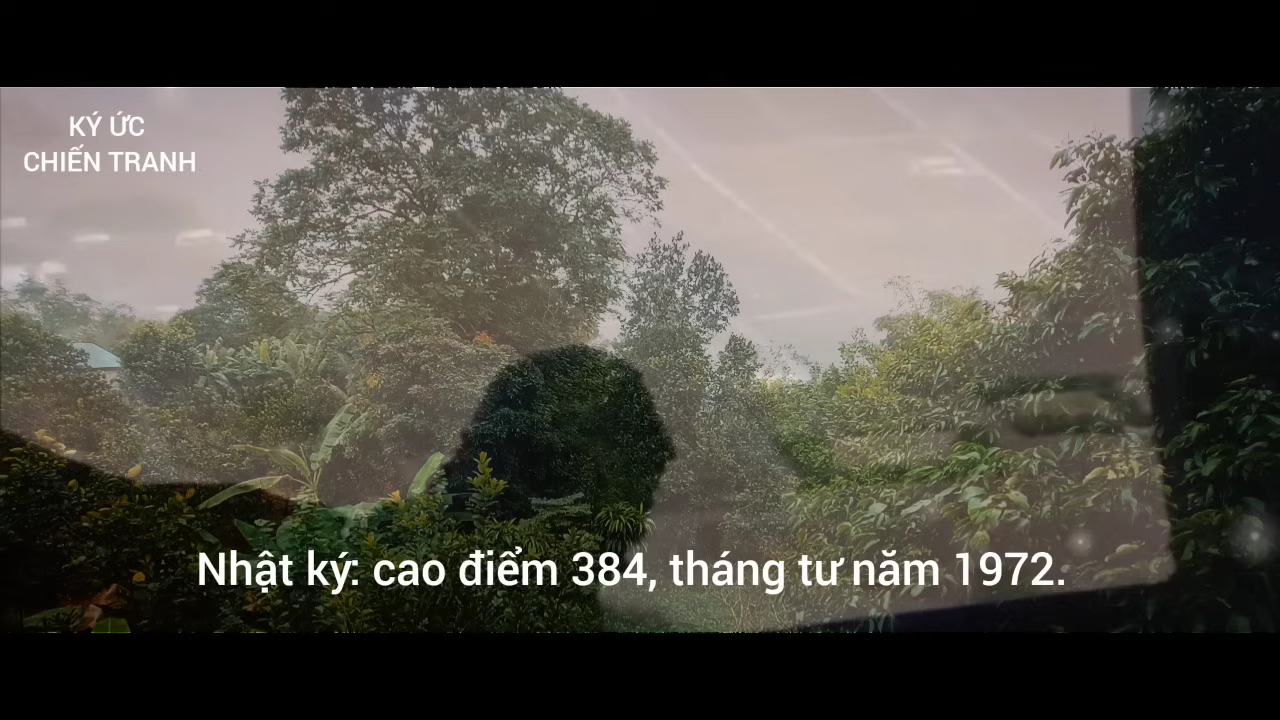 KÝ ỨC
CHIẾN TRANH
Nhật ký: cao điểm 384, tháng tư năm 1972.